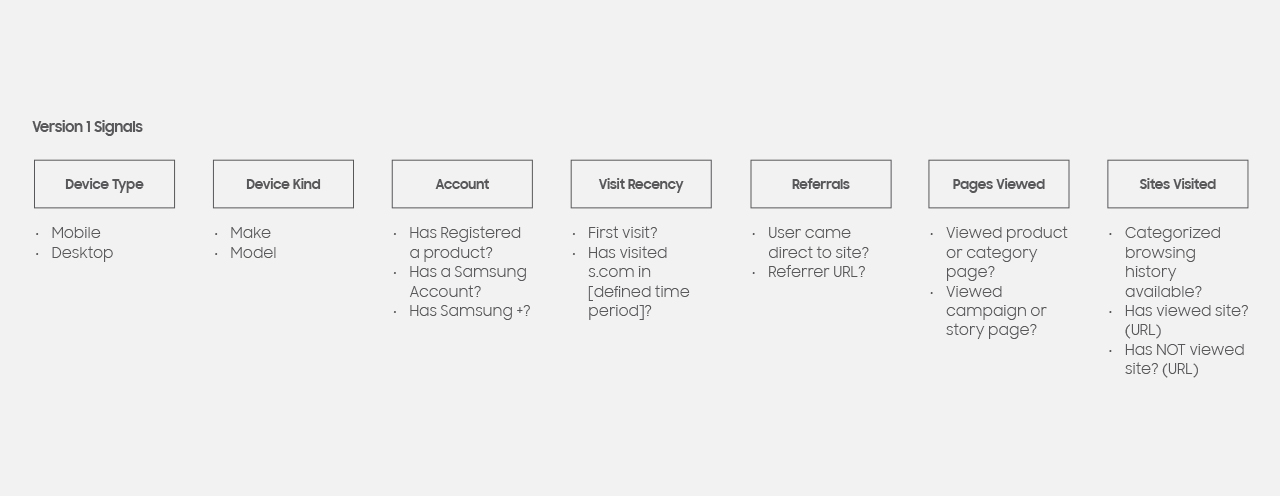 Version 1 Signals
Device Type
· Mobile
· Desktop
Device Kind
· Make
· Model
Account
· Has Registered
a product?
· Has a Samsung
Account?
· Has Samsung +?
Visit Recency
· First visit?
· Has visited
s.com in
[defined time
period]?
Referrals
· User came
direct to site?
· Referrer URL?
Pages Viewed
· Viewed product
or category
page?
· Viewed
campaign or
story page?
Sites Visited
· Categorized
browsing
history
available?
· Has viewed site?
(URL)
· Has NOT viewed
site? (URL)